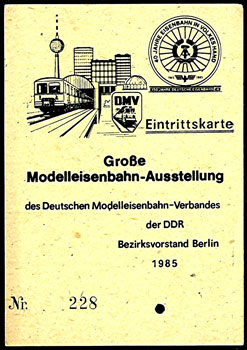 40 JAHRE EISENBAHN IN VOLKES HAND
150 JAHRE DEUTSCHE EISENBAHNEN
DMV
Eintrittskarte
Große
Modelleisenbahn-Ausstellung
des Deutschen Modelleisenbahn-Verbandes
der DDR
Bezirksvorstand Berlin
1985
Nr. 228